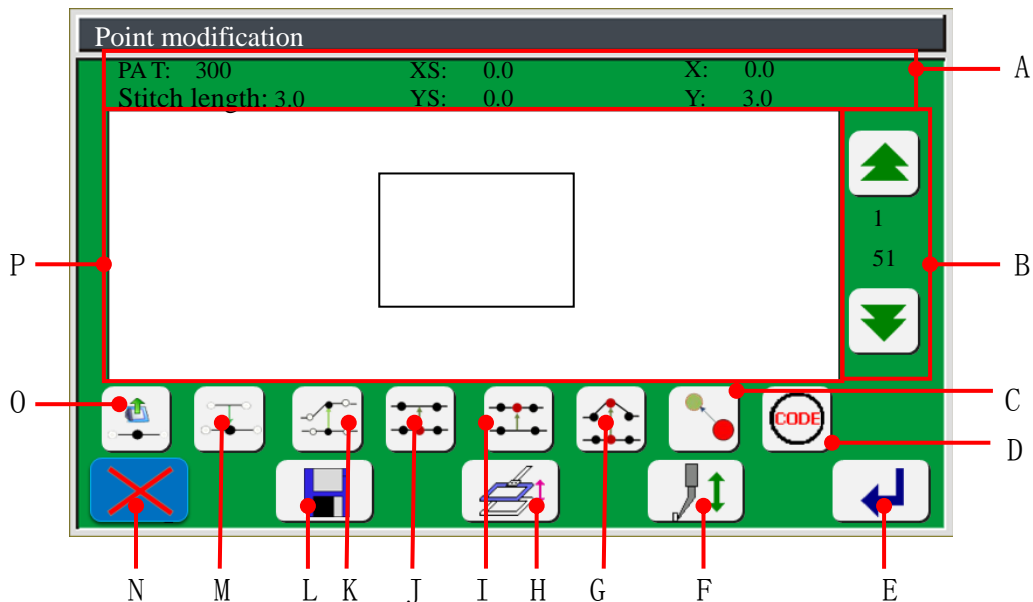 Point modification
PAT: 300 XS: 0.0 X: 0.0
Stitch length: 3.0 YS: 0.0 Y: 3.0
A
1
51
P
B
O
CODE
C
D
N M L K J I H G F E